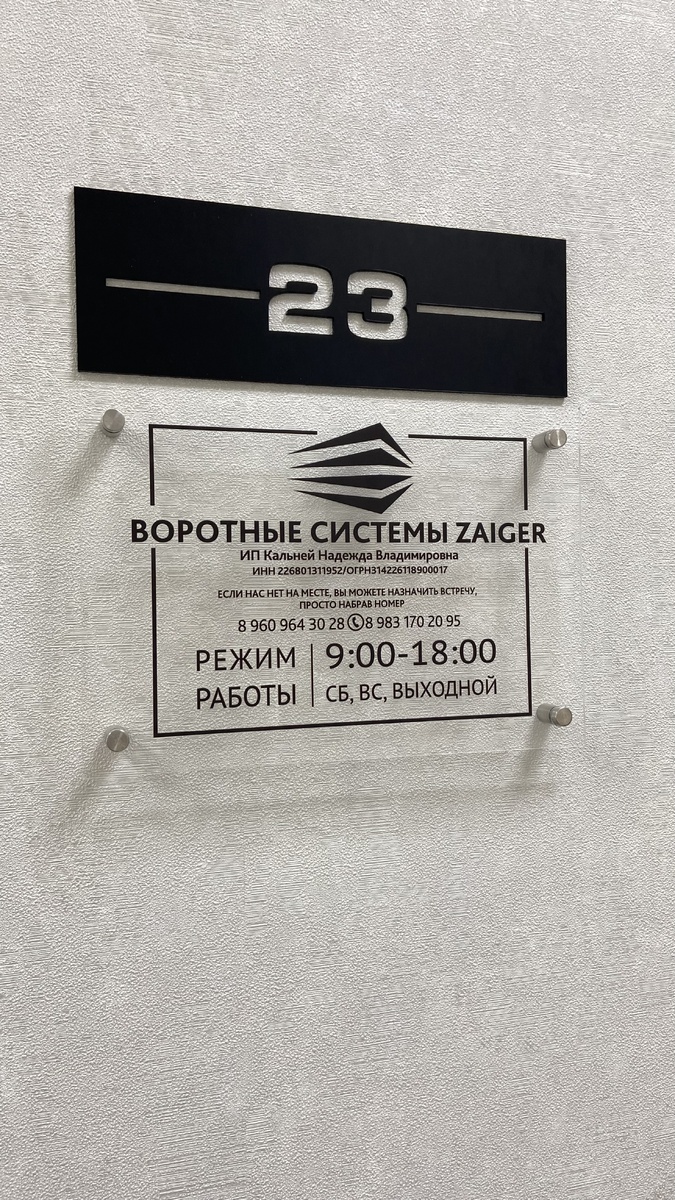 23
ВОРОТНЫЕ СИСТЕМЫ ZAIGER
ИП Кальней Надежда Владимировна
ИНН 226801311952/ОГРН314226118900017
ЕСЛИ НАС НЕТ НА МЕСТЕ, ВЫ МОЖЕТЕ НАЗНАЧИТЬ ВСТРЕЧУ,
ПРОСТО НАБРАВ НОМЕР
8 960 964 30 28 8 983 170 20 95
РЕЖИМ 9:00-18:00
РАБОТЫ СБ, ВС, ВЫХОДНОЙ